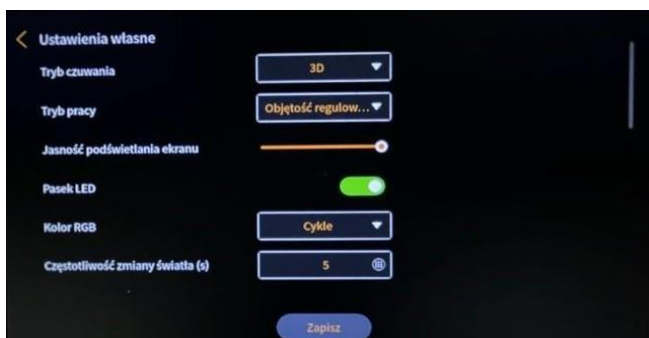 Ustawienia własne
Tryb czuwania 3D
Tryb pracy Objętość regulow...
Jasność podświetlania ekranu
Pasek LED
Kolor RGB Cykle
Częstotliwość zmiany światła (s) 5
Zapisz